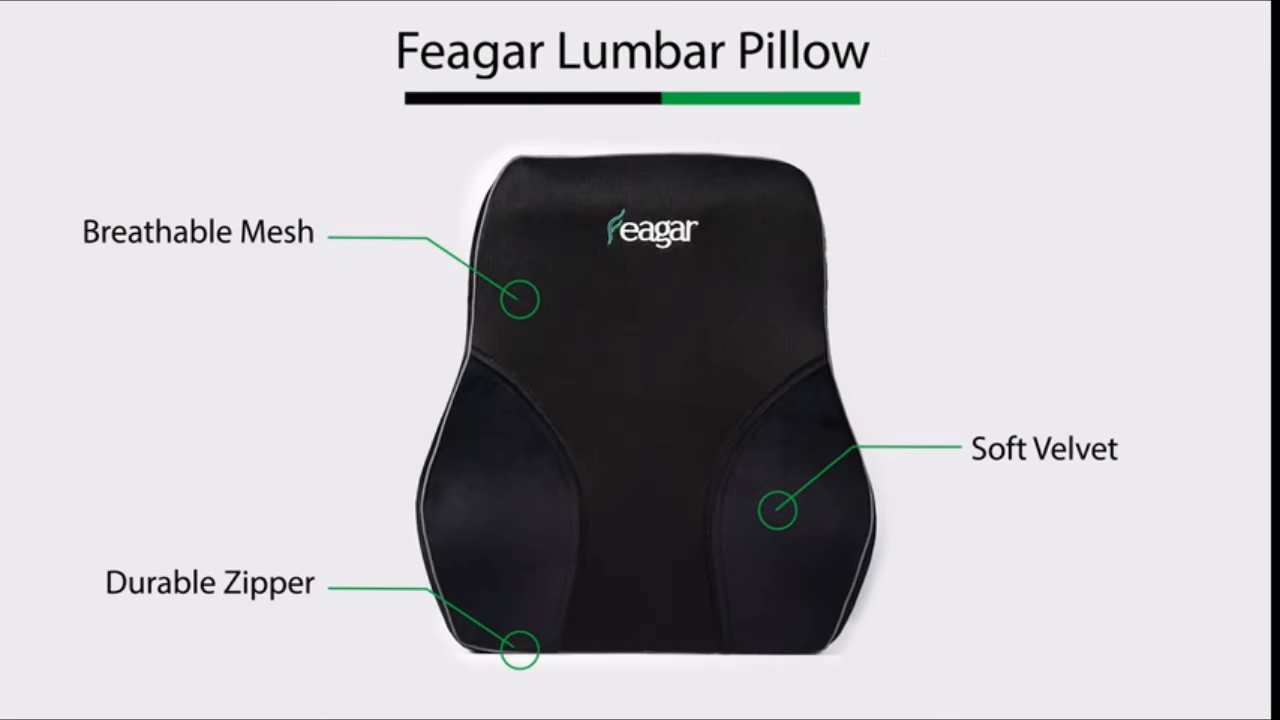 Feagar Lumbar Pillow
Feagar
Breathable Mesh
Soft Velvet
Durable Zipper